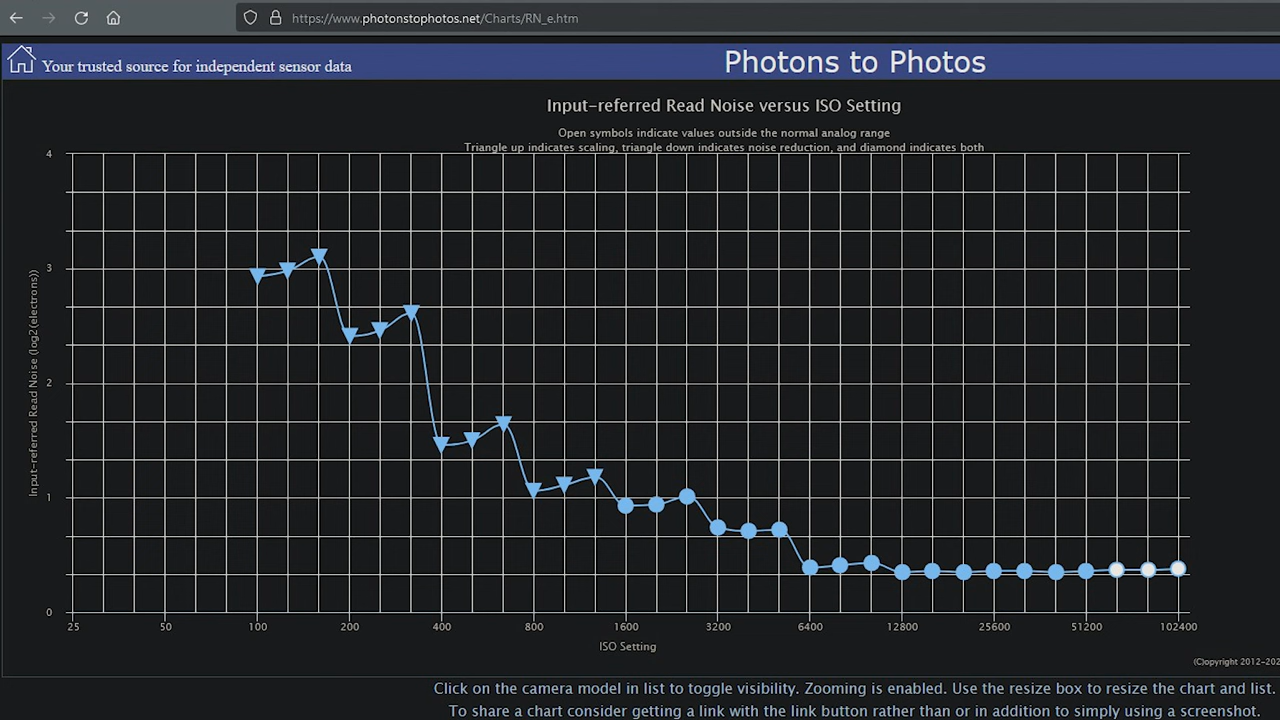 https://www.photonstophotos.net/Charts/RN_e.htm
Your trusted source for independent sensor data
Photons to Photos
Input-referred Read Noise versus ISO Setting
Open symbols indicate values outside the normal analog range
Triangle up indicates scaling, triangle down indicates noise reduction, and diamond indicates both
4
3
2
1
0
Input-referred Read Noise (log2(electrons))
25 50 100 200 400 800 1600 3200 6400 12800 25600 51200 102400
ISO Setting
(C)opyright 2012-202
Click on the camera model in list to toggle visibility. Zooming is enabled. Use the resize box to resize the chart and list.
To share a chart consider getting a link with the link button rather than or in addition to simply using a screenshot.